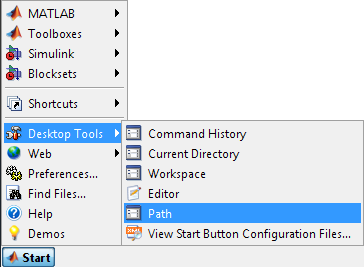 MATLAB
Toolboxes
Simulink
Blocksets
Shortcuts
Desktop Tools
Web
Preferences...
Find Files...
Help
Demos
Start
Command History
Current Directory
Workspace
Editor
Path
View Start Button Configuration Files...